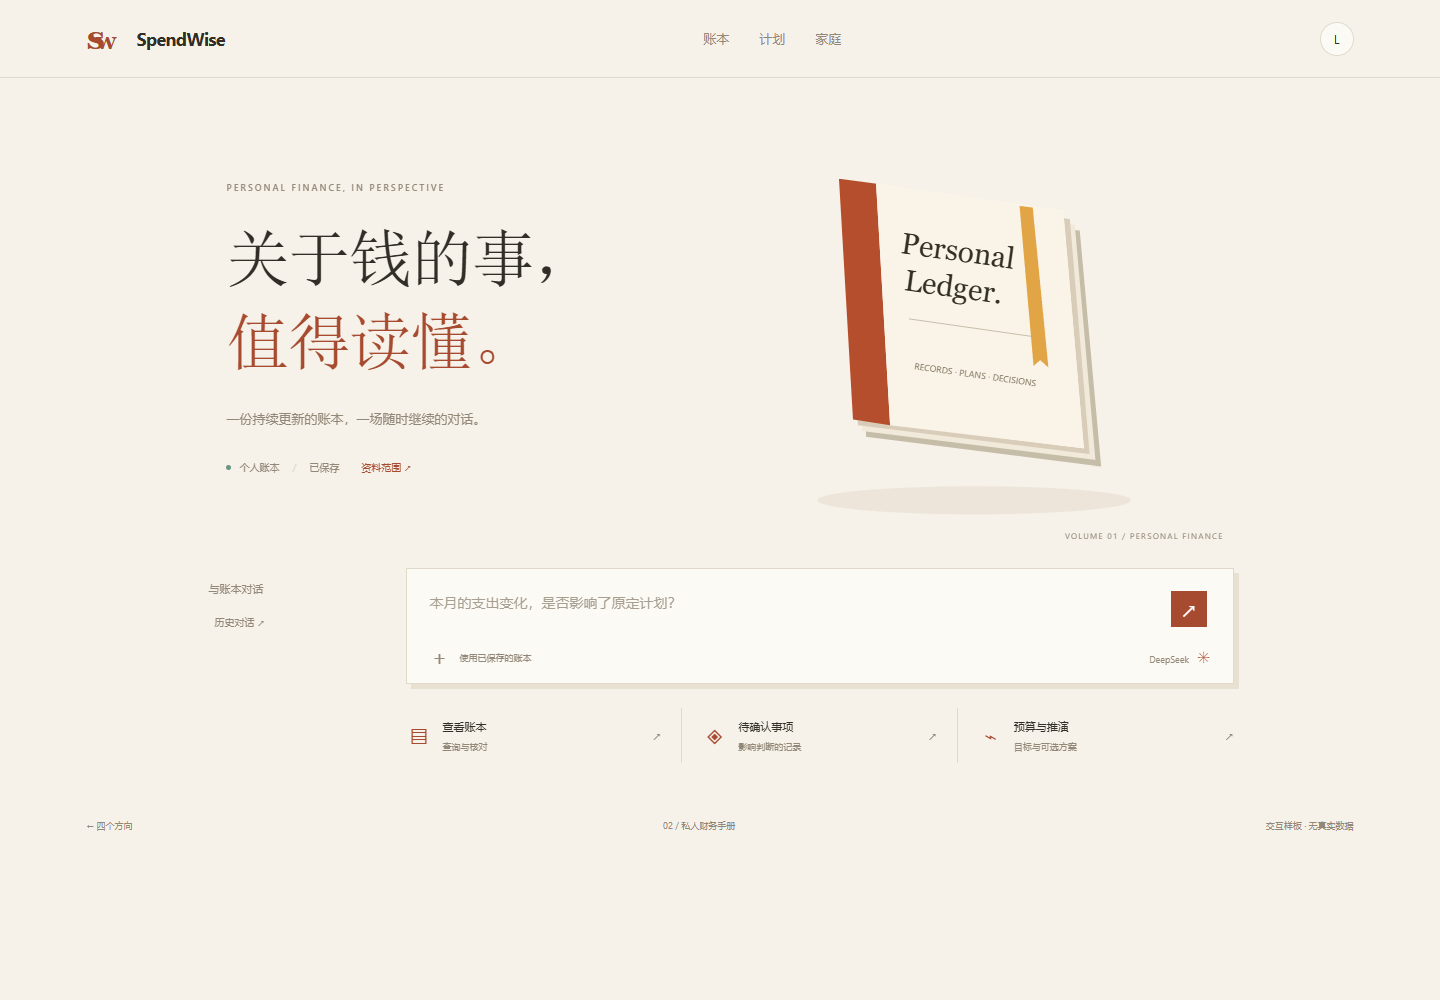 Sw SpendWise
账本 计划 家庭
L
PERSONAL FINANCE, IN PERSPECTIVE
关于钱的事，
值得读懂。
一份持续更新的账本，一场随时继续的对话。
个人账本 / 已保存 资料范围 ↗
Personal
Ledger.
RECORDS · PLANS · DECISIONS
VOLUME 01 / PERSONAL FINANCE
与账本对话
历史对话 ↗
本月的支出变化，是否影响了原定计划？
使用已保存的账本
DeepSeek
查看账本
查询与核对
待确认事项
影响判断的记录
预算与推演
目标与可选方案
← 四个方向
02 / 私人财务手册
交互样板 · 无真实数据